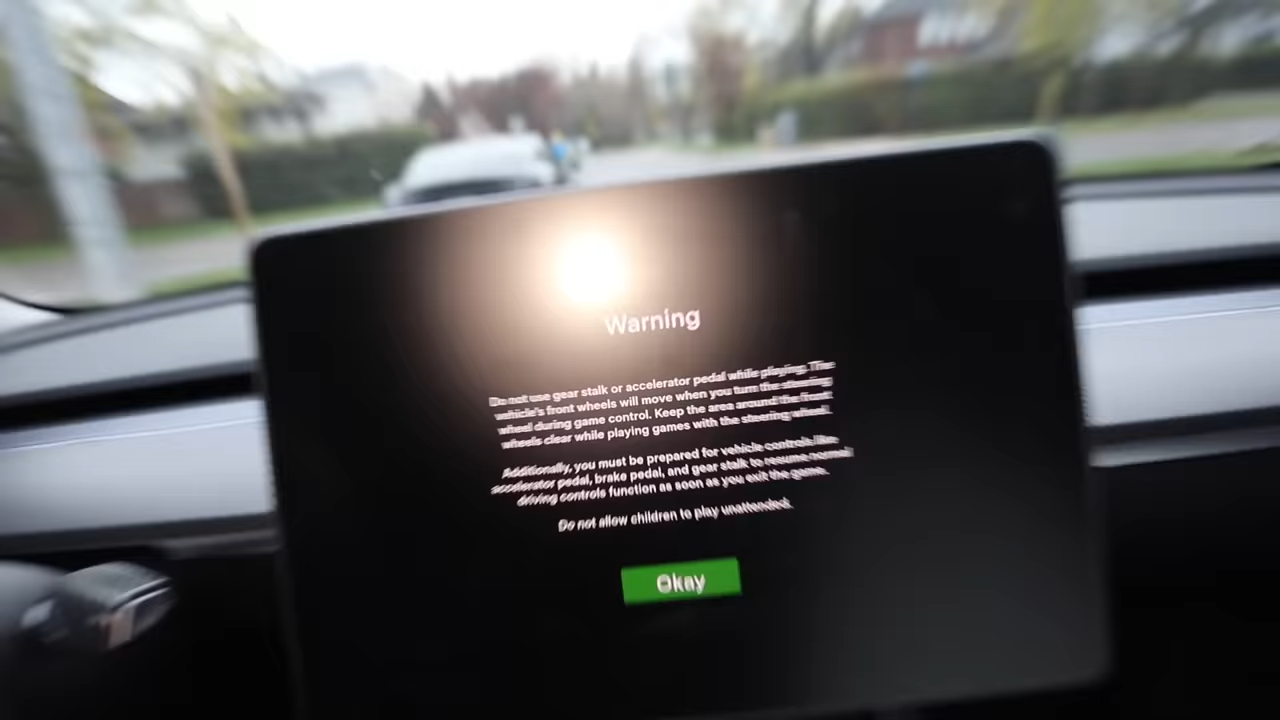 Warning
Do not use gear stalk or accelerator pedal while playing. The
vehicle's front wheels will move when you turn the steering
wheel during game control. Keep the area around the front
wheels clear while playing games with the steering wheel.
Additionally, you must be prepared for vehicle controls like
accelerator pedal, brake pedal, and gear stalk to resume normal
driving controls function as soon as you exit the game.
Do not allow children to play unattended.
Okay